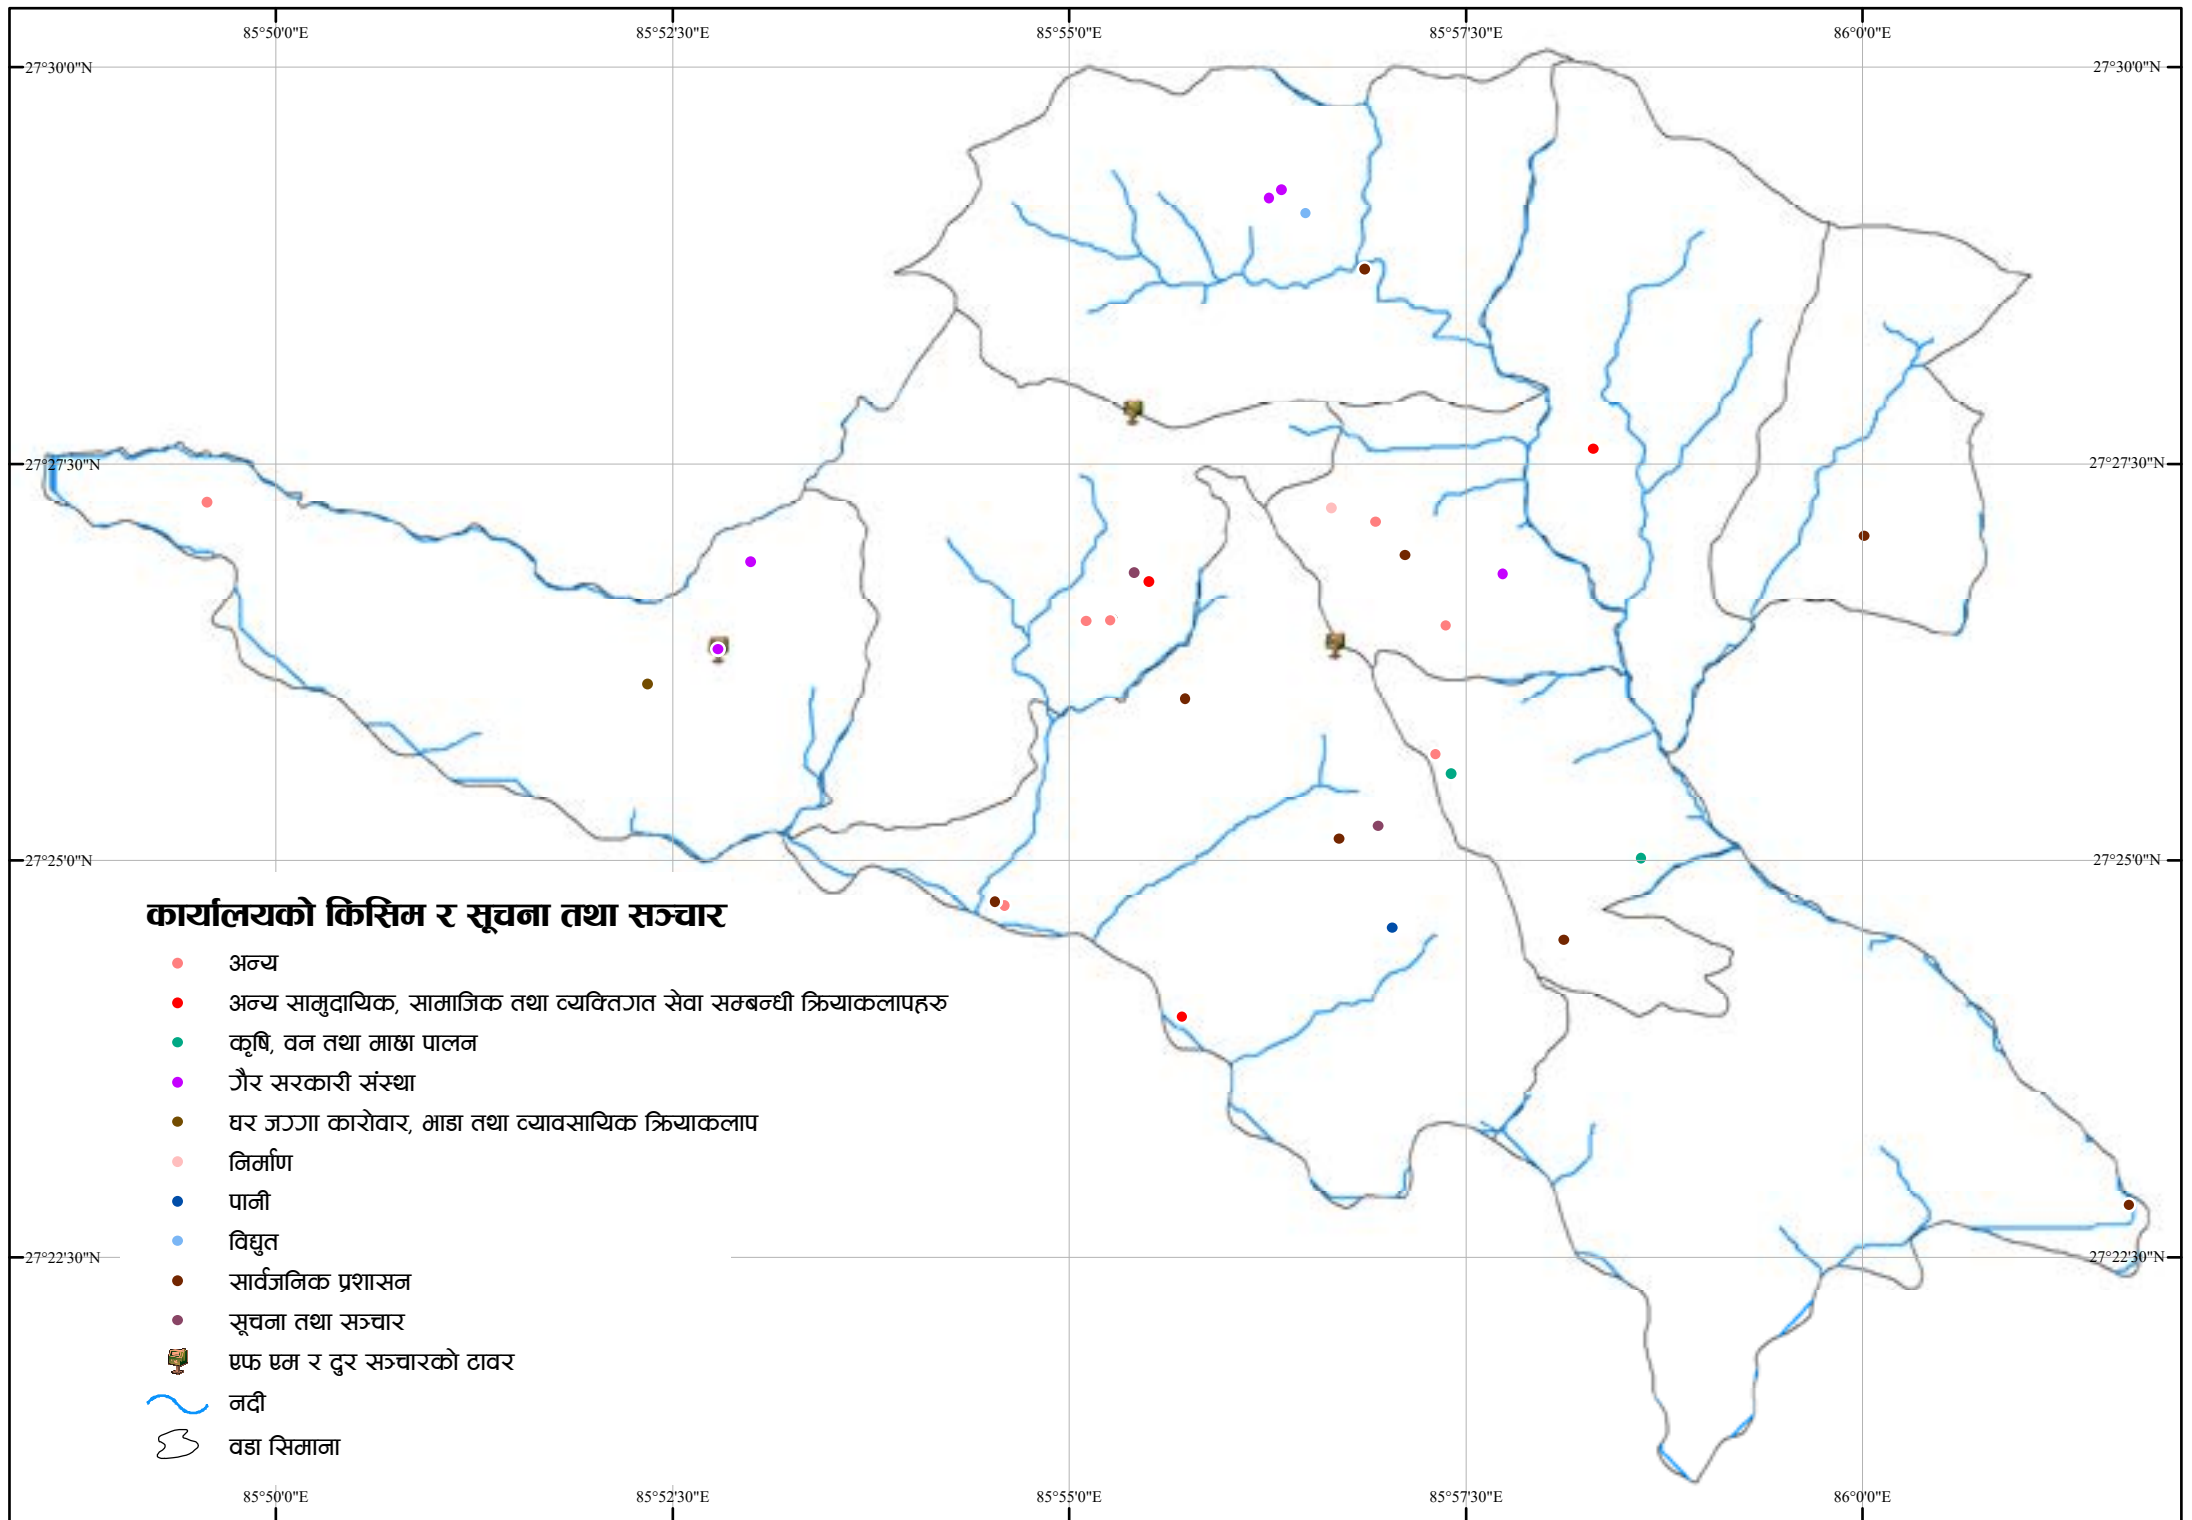 85°50'0"E 85°52'30"E 85°55'0"E 85°57'30"E 86°0'0"E
27°30'0"N 27°30'0"N
27°27'30"N 27°27'30"N
27°25'0"N 27°25'0"N
कार्यालयको किसिम र सूचना तथा सञ्चार
अन्य
अन्य सामुदायिक, सामाजिक तथा व्यक्तिगत सेवा सम्बन्धी क्रियाकलापहरु
कृषि, वन तथा माछा पालन
गैर सरकारी संस्था
घर जग्गा कारोवार, भाडा तथा व्यावसायिक क्रियाकलाप
निर्माण
पानी
विद्युत
27°22'30"N 27°22'30"N
सार्वजनिक प्रशासन
सूचना तथा सञ्चार
एफ एम र दुर सञ्चारको टावर
नदी
वडा सिमाना
85°50'0"E 85°52'30"E 85°55'0"E 85°57'30"E 86°0'0"E